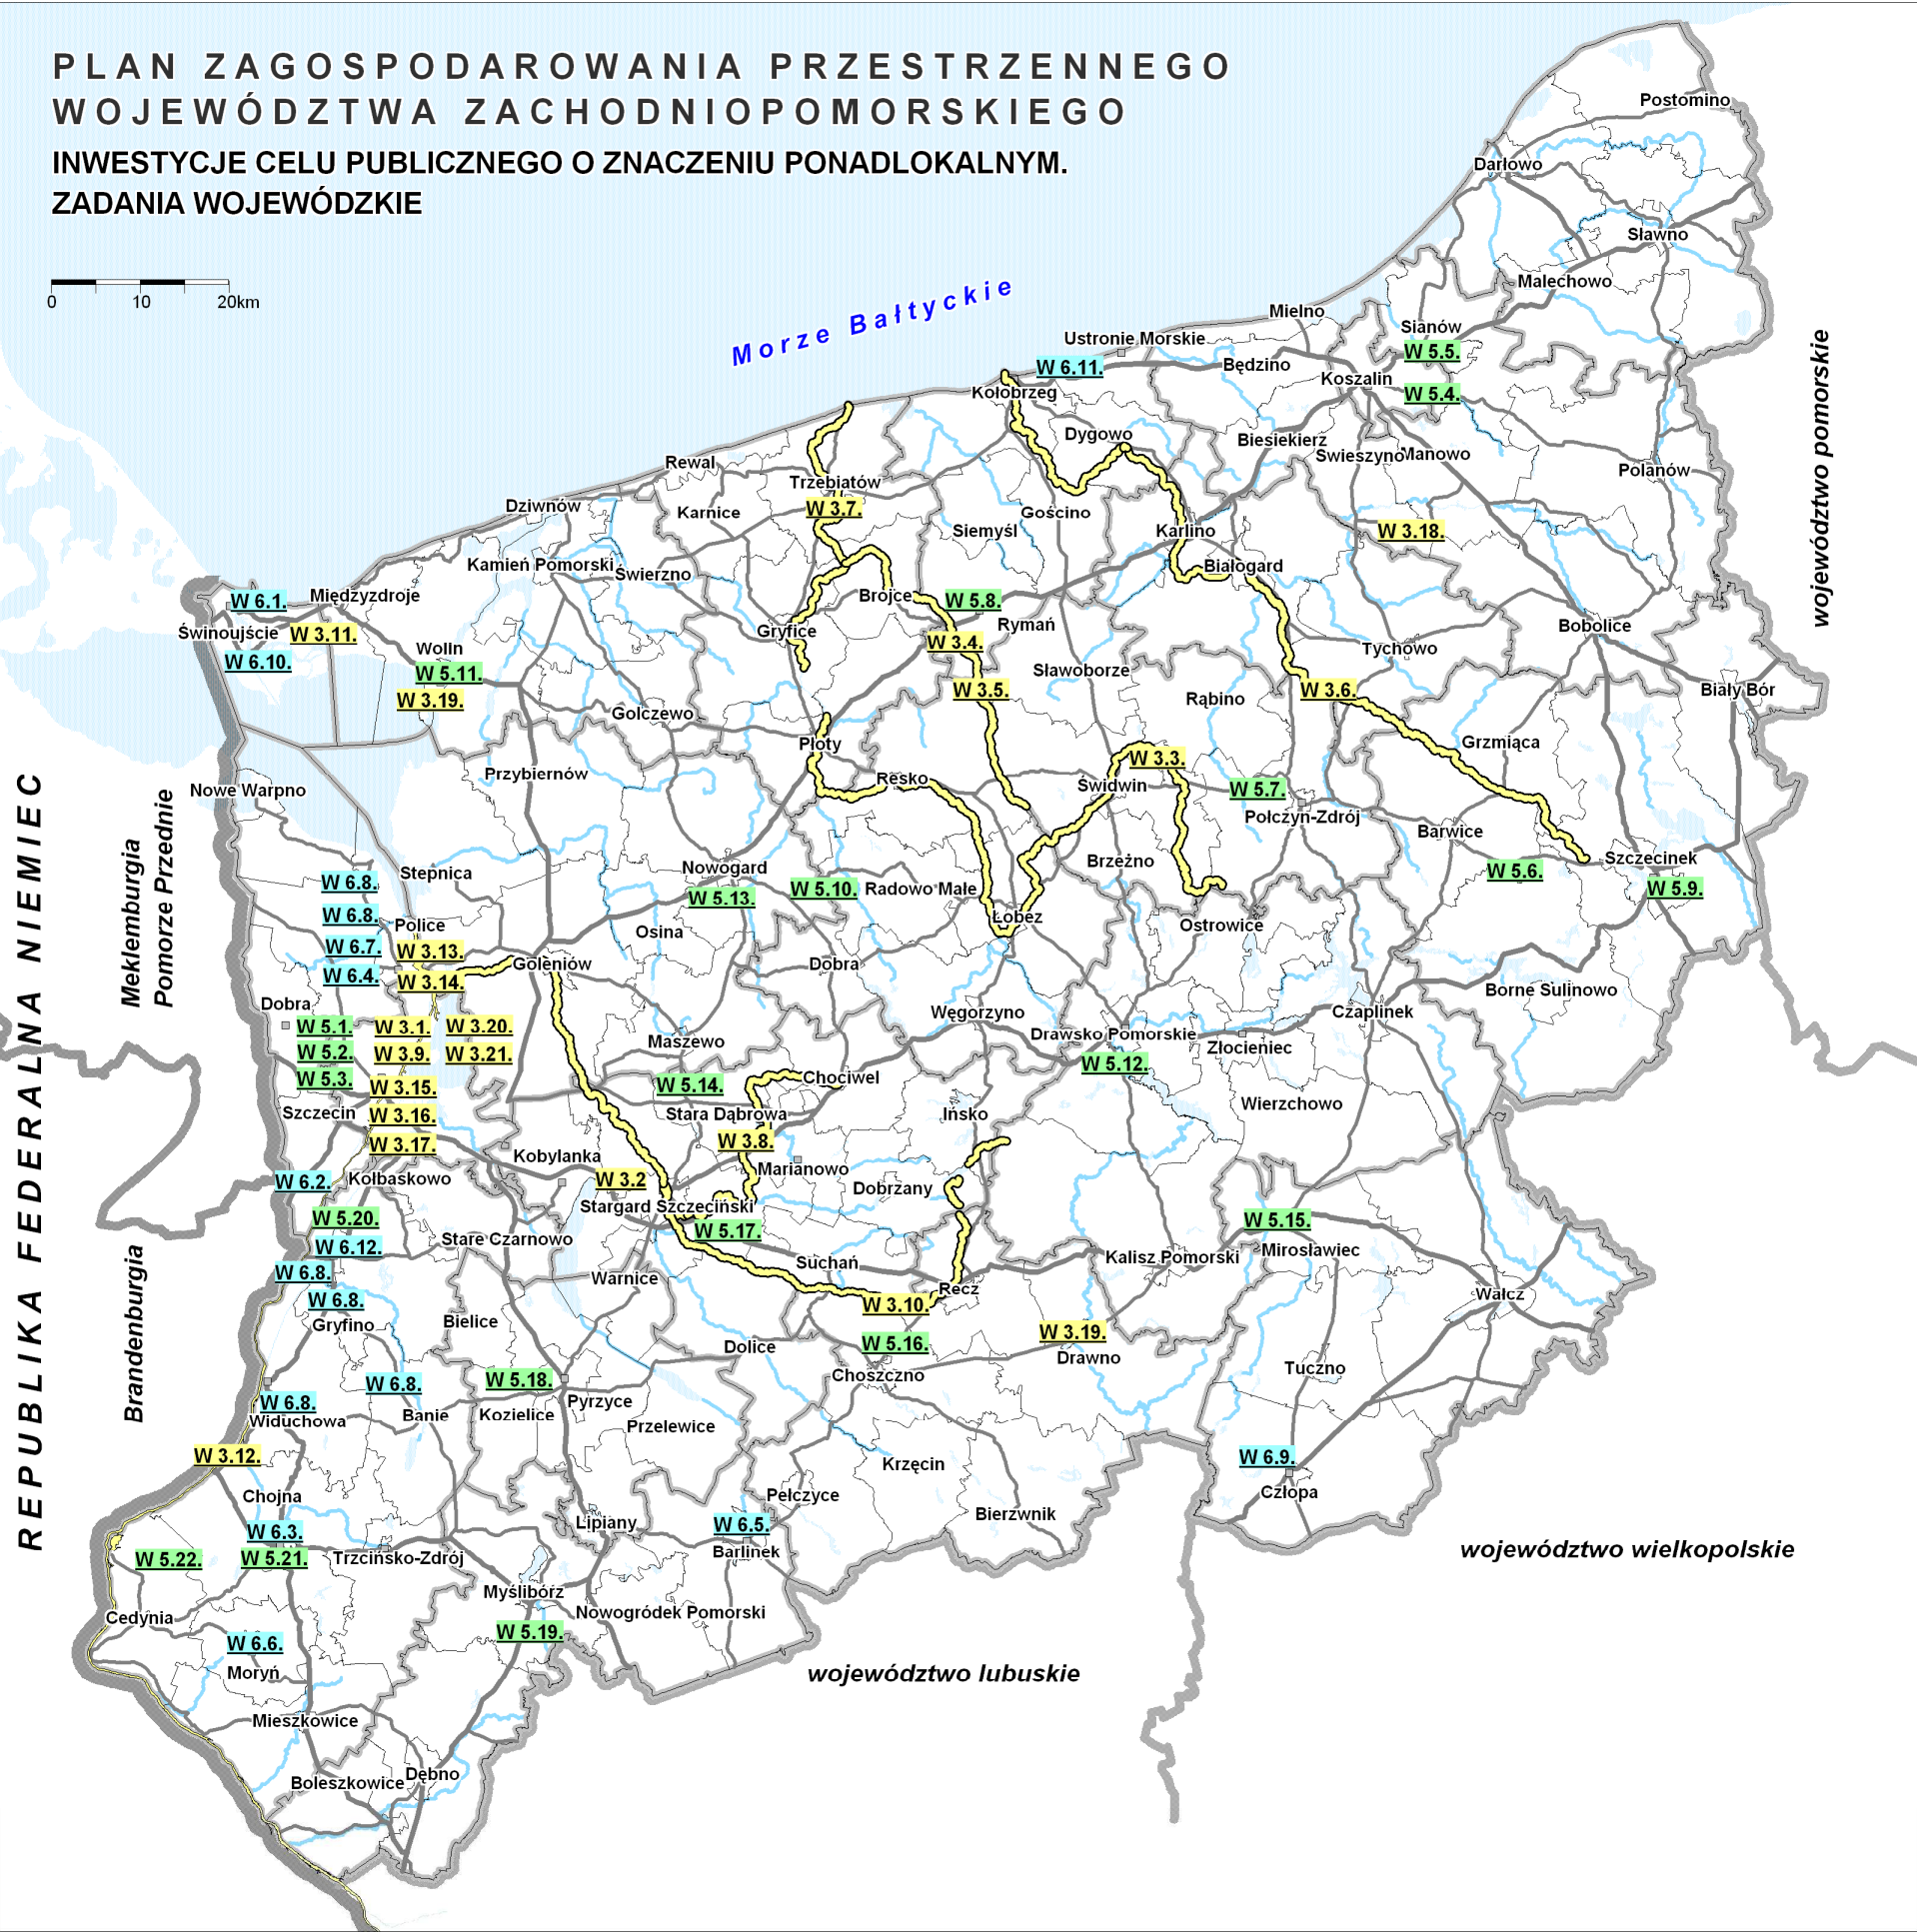 PLAN ZAGOSPODAROWANIA PRZESTRZENNEGO
WOJEWÓDZTWA ZACHODNIOPOMORSKIEGO
INWESTYCJE CELU PUBLICZNEGO O ZNACZENIU PONADLOKALNYM.
ZADANIA WOJEWÓDZKIE
0 10 20km
Morze Bałtyckie
Postomino
Darłowo
Sławno
Malechowo
Mielno
Sianów
W 5.5.
Ustronie Morskie
W 6.11.
Będzino
Koszalin
W 5.4.
Kołobrzeg
Dygowo
Biesiekierz
Świeszyno
Manowo
Polanów
Rewal
Trzebiatów
W 3.7.
Dziwnów
Karnice
Gościno
Siemyśl
Karlino
W 3.18.
Kamień Pomorski
Świerzno
Białogard
Międzyzdroje
W 6.1.
Brojce
W 5.8.
Świnoujście
W 3.11.
Gryfice
Rymań
Bobolice
W 6.10.
Wolin
W 3.4.
Tychowo
W 5.11.
Sławoborze
W 3.19.
W 3.5.
W 3.6.
Rąbino
Biały Bór
Golczewo
Płoty
Grzmiąca
W 3.3.
Przybiernów
Resko
Świdwin
W 5.7.
Nowe Warpno
Połczyn-Zdrój
Barwice
Szczecinek
W 5.6.
W 5.9.
Brzeżno
Nowogard
Stepnica
W 6.8.
W 5.13.
W 5.10.
Radowo Małe
W 6.8.
Police
Łobez
Ostrowice
Osina
W 6.7.
W 3.13.
W 6.4.
W 3.14.
Goleniów
Dobra
Borne Sulinowo
Dobra
Węgorzyno
Czaplinek
W 5.1.
W 3.1.
W 3.20.
Drawsko Pomorskie
Maszewo
Złocieniec
W 5.2.
W 3.9.
W 3.21.
W 5.12.
W 5.3.
W 3.15.
W 5.14.
Chociwel
Szczecin
W 3.16.
Stara Dąbrowa
Ińsko
Wierzchowo
W 3.17.
W 3.8.
Kobylanka
Marianowo
W 6.2.
Kołbaskowo
W 3.2
Dobrzany
Stargard Szczeciński
W 5.20.
W 5.17.
W 5.15.
W 6.12.
Stare Czarnowo
Mirosławiec
Kalisz Pomorski
W 6.8.
Warnice
Suchań
Recz
Wałcz
W 6.8.
W 3.10.
Gryfino
Bielice
W 3.19.
W 5.16.
Dolice
Drawno
Tuczno
W 6.8.
W 5.18.
Choszczno
W 6.8.
Pyrzyce
Widuchowa
Banie
Kozielice
Przelewice
W 3.12.
W 6.9.
Krzęcin
Chojna
Pełczyce
Człopa
Bierzwnik
W 6.3.
Lipiany
W 6.5.
W 5.22.
W 5.21.
Trzcińsko-Zdrój
Barlinek
Myślibórz
Cedynia
Nowogródek Pomorski
W 6.6.
W 5.19.
Moryń
Mieszkowice
Boleszkowice
Dębno
REPUBLIKA FEDERALNA NIEMIEC
Meklemburgia
Pomorze Przednie
Brandenburgia
województwo pomorskie
województwo wielkopolskie
województwo lubuskie